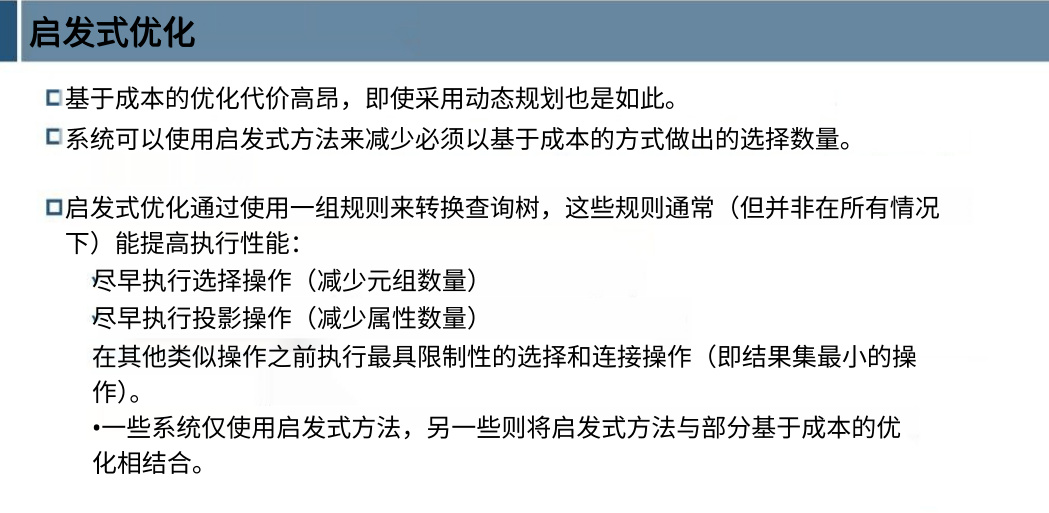 启发式优化
基于成本的优化代价高昂，即使采用动态规划也是如此。
系统可以使用启发式方法来减少必须以基于成本的方式做出的选择数量。
启发式优化通过使用一组规则来转换查询树，这些规则通常（但并非在所有情况
下）能提高执行性能：
尽早执行选择操作（减少元组数量）
尽早执行投影操作（减少属性数量）
在其他类似操作之前执行最具限制性的选择和连接操作（即结果集最小的操
作）。
•一些系统仅使用启发式方法，另一些则将启发式方法与部分基于成本的优
化相结合。